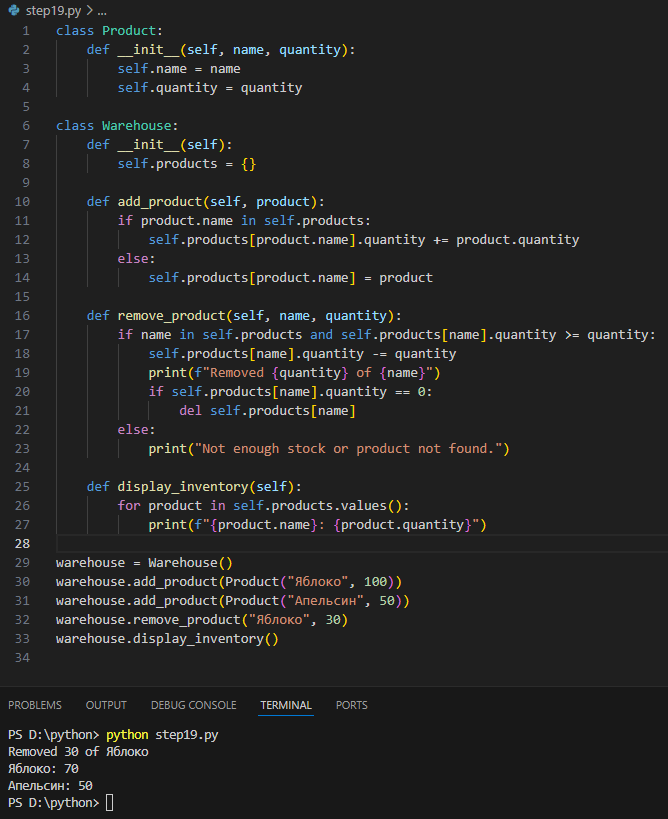 step19.py > ...
1 class Product:
2     def __init__(self, name, quantity):
3         self.name = name
4         self.quantity = quantity
5
6 class Warehouse:
7     def __init__(self):
8         self.products = {}
9
10     def add_product(self, product):
11         if product.name in self.products:
12             self.products[product.name].quantity += product.quantity
13         else:
14             self.products[product.name] = product
15
16     def remove_product(self, name, quantity):
17         if name in self.products and self.products[name].quantity >= quantity:
18             self.products[name].quantity -= quantity
19             print(f"Removed {quantity} of {name}")
20             if self.products[name].quantity == 0:
21                 del self.products[name]
22         else:
23             print("Not enough stock or product not found.")
24
25     def display_inventory(self):
26         for product in self.products.values():
27             print(f"{product.name}: {product.quantity}")
28
29 warehouse = Warehouse()
30 warehouse.add_product(Product("Яблоко", 100))
31 warehouse.add_product(Product("Апельсин", 50))
32 warehouse.remove_product("Яблоко", 30)
33 warehouse.display_inventory()
34
PROBLEMS OUTPUT DEBUG CONSOLE TERMINAL PORTS
PS D:\python> python step19.py
Removed 30 of Яблоко
Яблоко: 70
Апельсин: 50
PS D:\python>